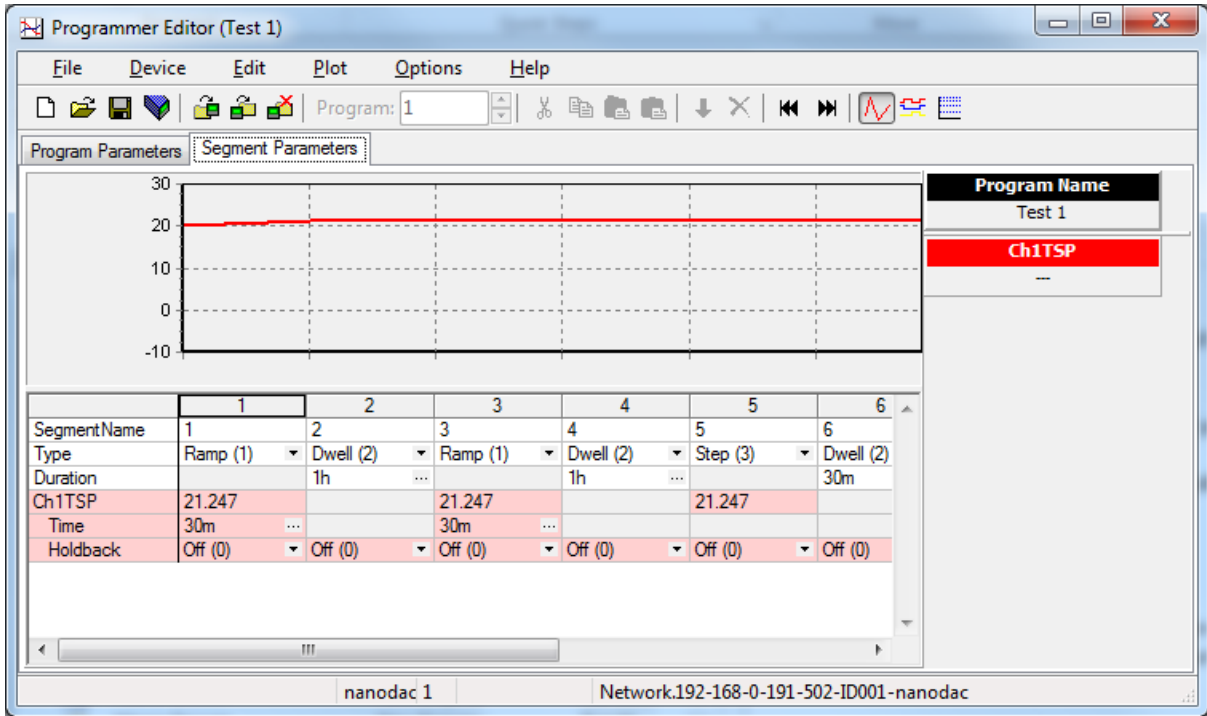 Programmer Editor (Test 1)
File Device Edit Plot Options Help
Program: 1
Program Parameters Segment Parameters
30
20
10
0
-10
Program Name
Test 1
Ch1TSP
---
1 2 3 4 5 6
SegmentName 1 2 3 4 5 6
Type Ramp (1) Dwell (2) Ramp (1) Dwell (2) Step (3) Dwell (2)
Duration 1h ... 1h ... 30m
Ch1TSP 21.247 21.247 21.247
Time 30m ... 30m ...
Holdback Off (0) Off (0) Off (0) Off (0) Off (0) Off (0)
nanodac 1 Network.192-168-0-191-502-ID001-nanodac